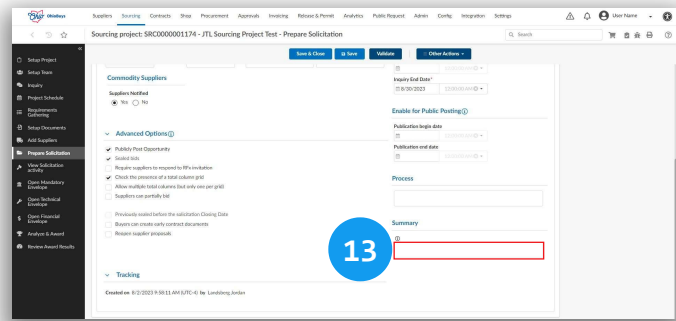 Ohio OhioBuys
Suppliers Sourcing Contracts Shop Procurement Approvals Invoicing Release & Permit Analytics Public Request Admin Config Integration Settings
User Name
Sourcing project: SRC0000001174 - JTL Sourcing Project Test - Prepare Solicitation
Search
Save & Close Save Validate Other Actions
Setup Project
Setup Team
Inquiry
Project Schedule
Requirements Gathering
Setup Documents
Add Suppliers
Prepare Solicitation
View Solicitation activity
Open Mandatory Envelope
Open Technical Envelope
Open Financial Envelope
Analyze & Award
Review Award Results
Commodity Suppliers
Suppliers Notified
Yes No
Advanced Options
Publicly Post Opportunity
Sealed bids
Require suppliers to respond to RFx invitation
Check the presence of a total column grid
Allow multiple total columns (but only one per grid)
Suppliers can partially bid
Previously sealed before the solicitation Closing Date
Buyers can create early contract documents
Reopen supplier proposals
Tracking
Created on 8/2/2023 9:58:11 AM (UTC-4) by Landsberg Jordan
Inquiry End Date*
8/30/2023
Enable for Public Posting
Publication begin date
Publication end date
Process
Summary
13